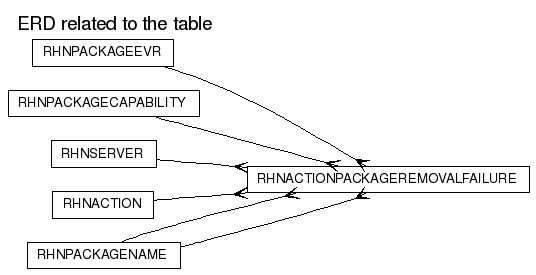 ERD related to the table
RHNPACKAGEEVR
RHNPACKAGECAPABILITY
RHNSERVER
RHNACTIONPACKAGEREMOVALFAILURE
RHNACTION
RHNPACKAGENAME